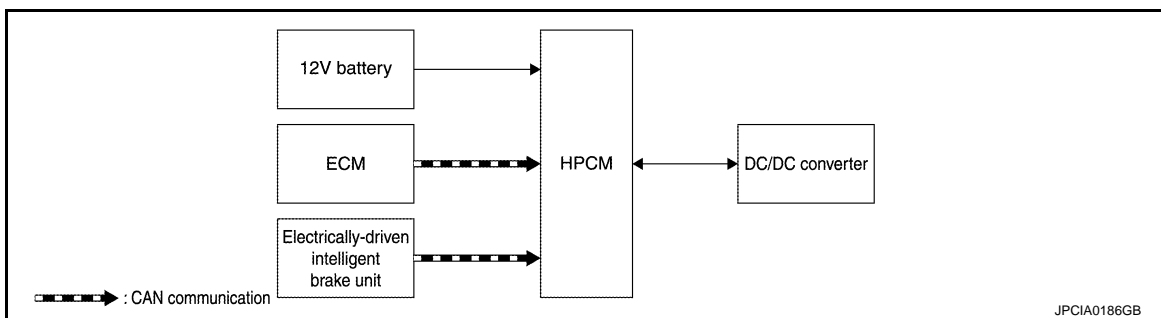 12V battery
ECM
HPCM
DC/DC converter
Electrically-driven
intelligent
brake unit
: CAN communication
JPCIA0186GB